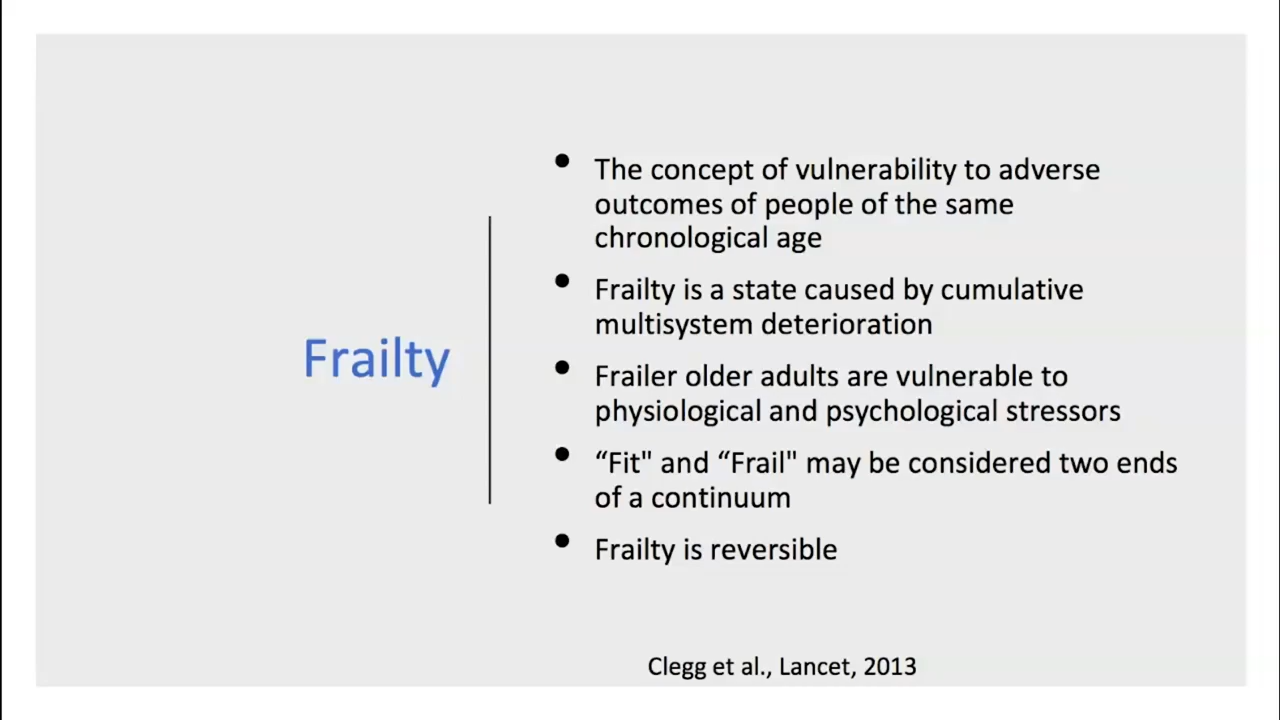 Frailty
• The concept of vulnerability to adverse
outcomes of people of the same
chronological age
• Frailty is a state caused by cumulative
multisystem deterioration
• Frailer older adults are vulnerable to
physiological and psychological stressors
• “Fit" and “Frail" may be considered two ends
of a continuum
• Frailty is reversible
Clegg et al., Lancet, 2013